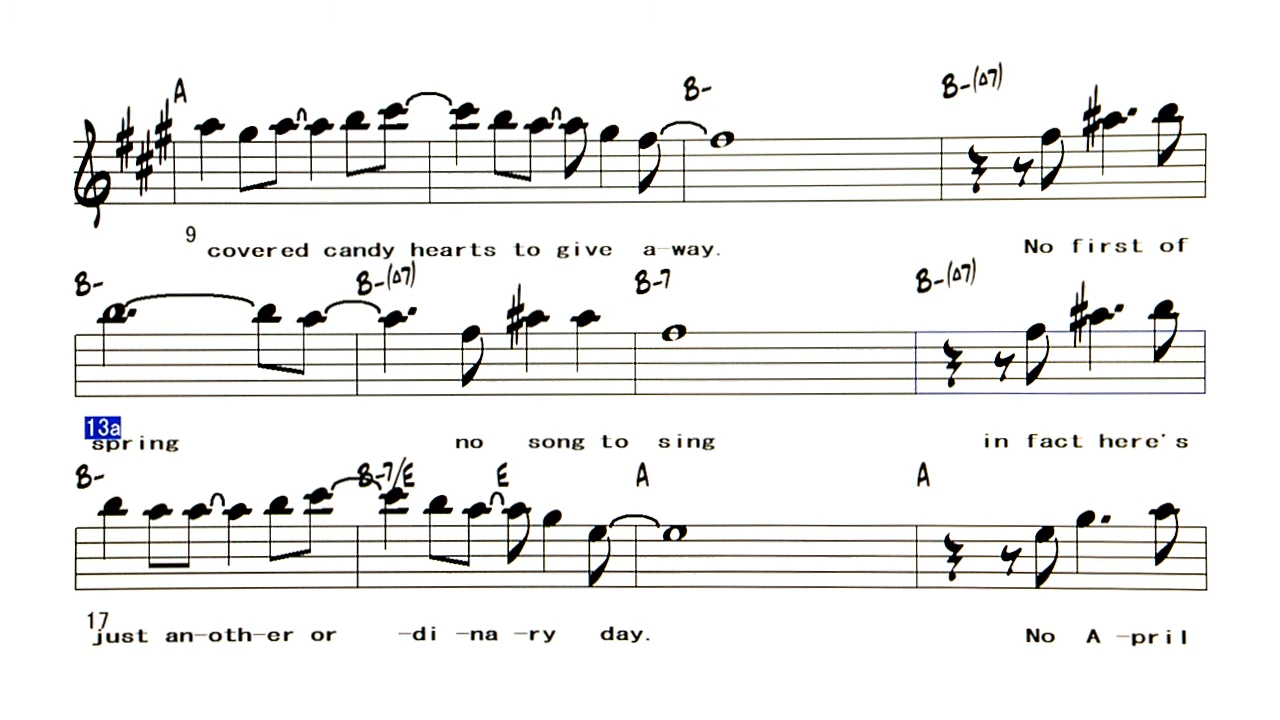 A B- B-(Δ7)
9
covered candy hearts to give a-way. No first of
B- B-(Δ7) B-7 B-(Δ7)
13a
spring no song to sing in fact here's
B- B-7/E E A A
17
just an-oth-er or -di -na -ry day. No A -pril